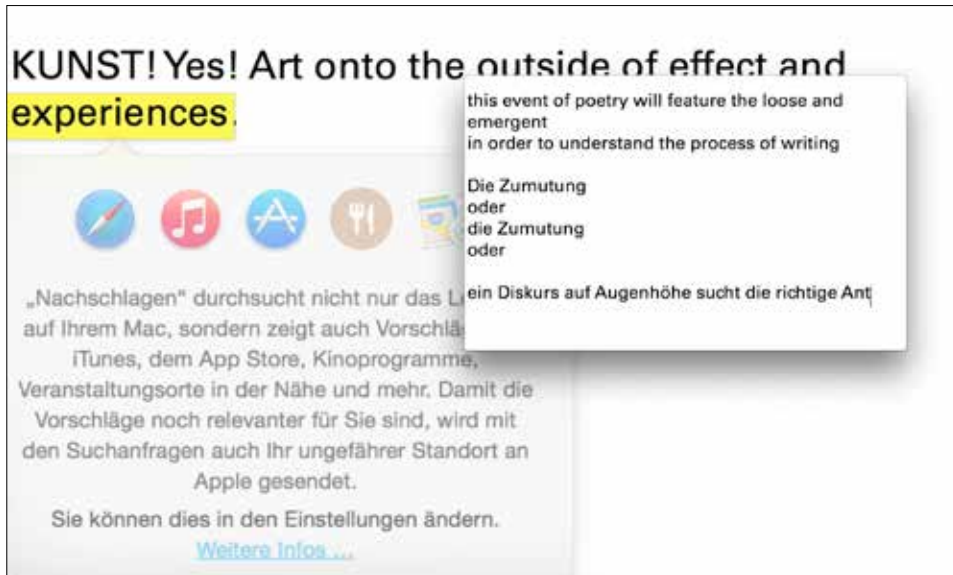 KUNST! Yes! Art onto the outside of effect and
experiences.
this event of poetry will feature the loose and
emergent
in order to understand the process of writing
Die Zumutung
oder
die Zumutung
oder
ein Diskurs auf Augenhöhe sucht die richtige Ant
„Nachschlagen“ durchsucht nicht nur das
auf Ihrem Mac, sondern zeigt auch
iTunes, dem App Store, Kinoprogramme,
Veranstaltungsorte in der Nähe und mehr. Damit die
Vorschläge noch relevanter für Sie sind, wird mit
den Suchanfragen auch Ihr ungefährer Standort an
Apple gesendet.
Sie können dies in den Einstellungen ändern.
Weitere Infos ...